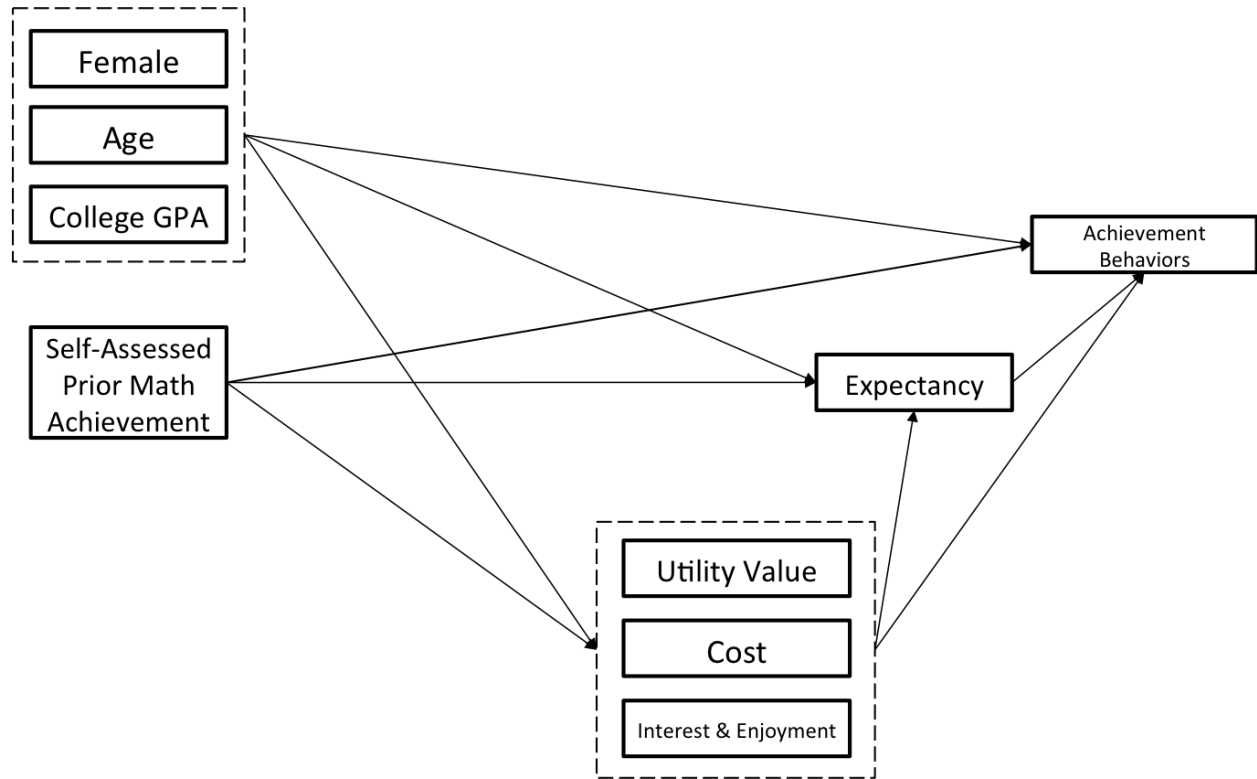 Female
Age
College GPA
Self-Assessed
Prior Math
Achievement
Achievement
Behaviors
Expectancy
Utility Value
Cost
Interest & Enjoyment